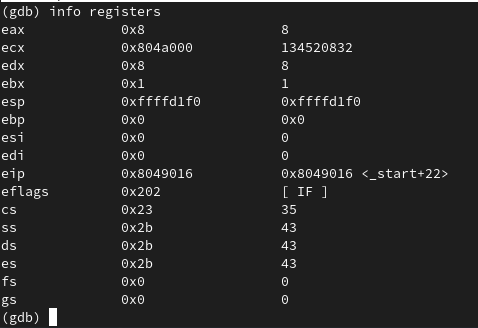 (gdb) info registers
eax 0x8 8
ecx 0x804a000 134520832
edx 0x8 8
ebx 0x1 1
esp 0xffffd1f0 0xffffd1f0
ebp 0x0 0x0
esi 0x0 0
edi 0x0 0
eip 0x8049016 0x8049016 <_start+22>
eflags 0x202 [ IF ]
cs 0x23 35
ss 0x2b 43
ds 0x2b 43
es 0x2b 43
fs 0x0 0
gs 0x0 0
(gdb)